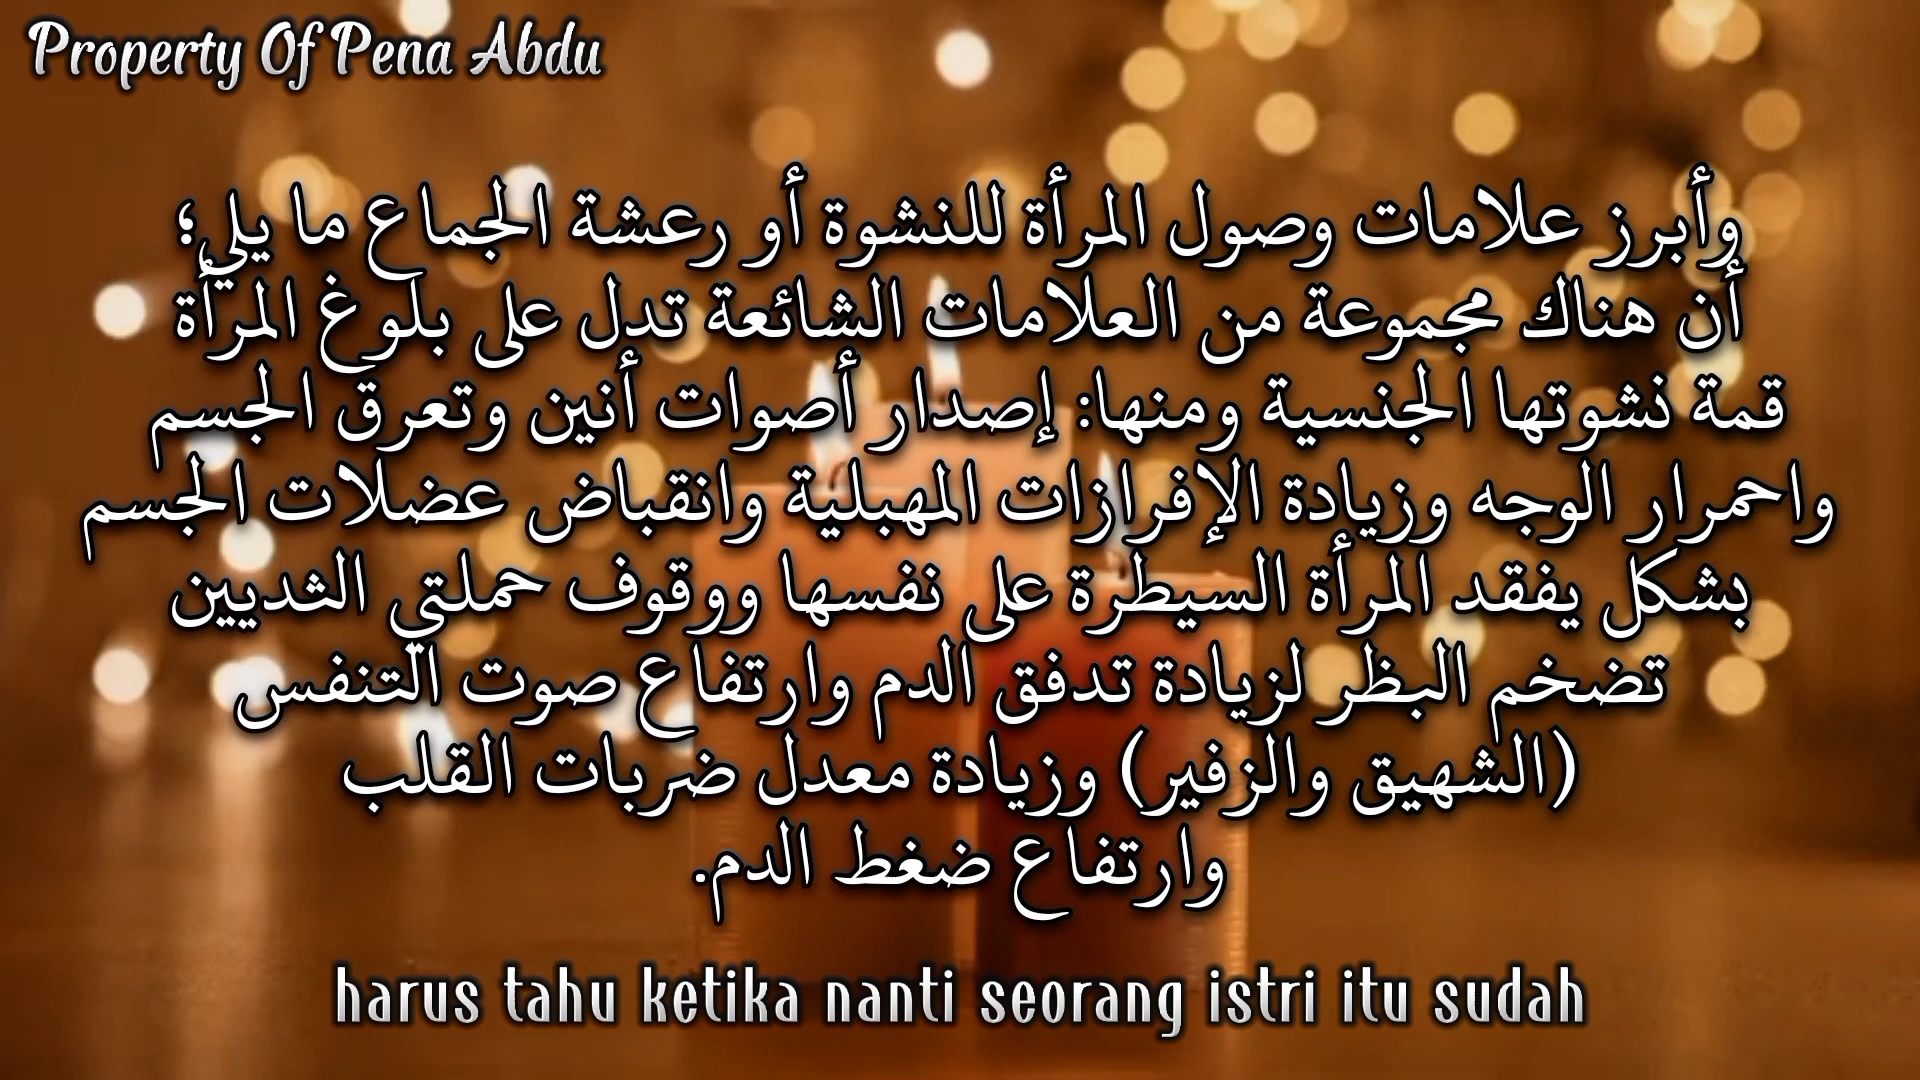 Property Of Pena Abdu
وأبرز علامات وصول المرأة للنشوة أو رعشة الجماع ما يلي؛
أن هناك مجموعة من العلامات الشائعة تدل على بلوغ المرأة
قمة نشوتها الجنسية ومنها: إصدار أصوات أنين وتعرق الجسم
واحمرار الوجه وزيادة الإفرازات المهبلية وانقباض عضلات الجسم
بشكل يفقد المرأة السيطرة على نفسها ووقوف حملتي الثديين
تضخم البظر لزيادة تدفق الدم وارتفاع صوت التنفس
(الشهيق والزفير) وزيادة معدل ضربات القلب
وارتفاع ضغط الدم.
harus tahu ketika nanti seorang istri itu sudah